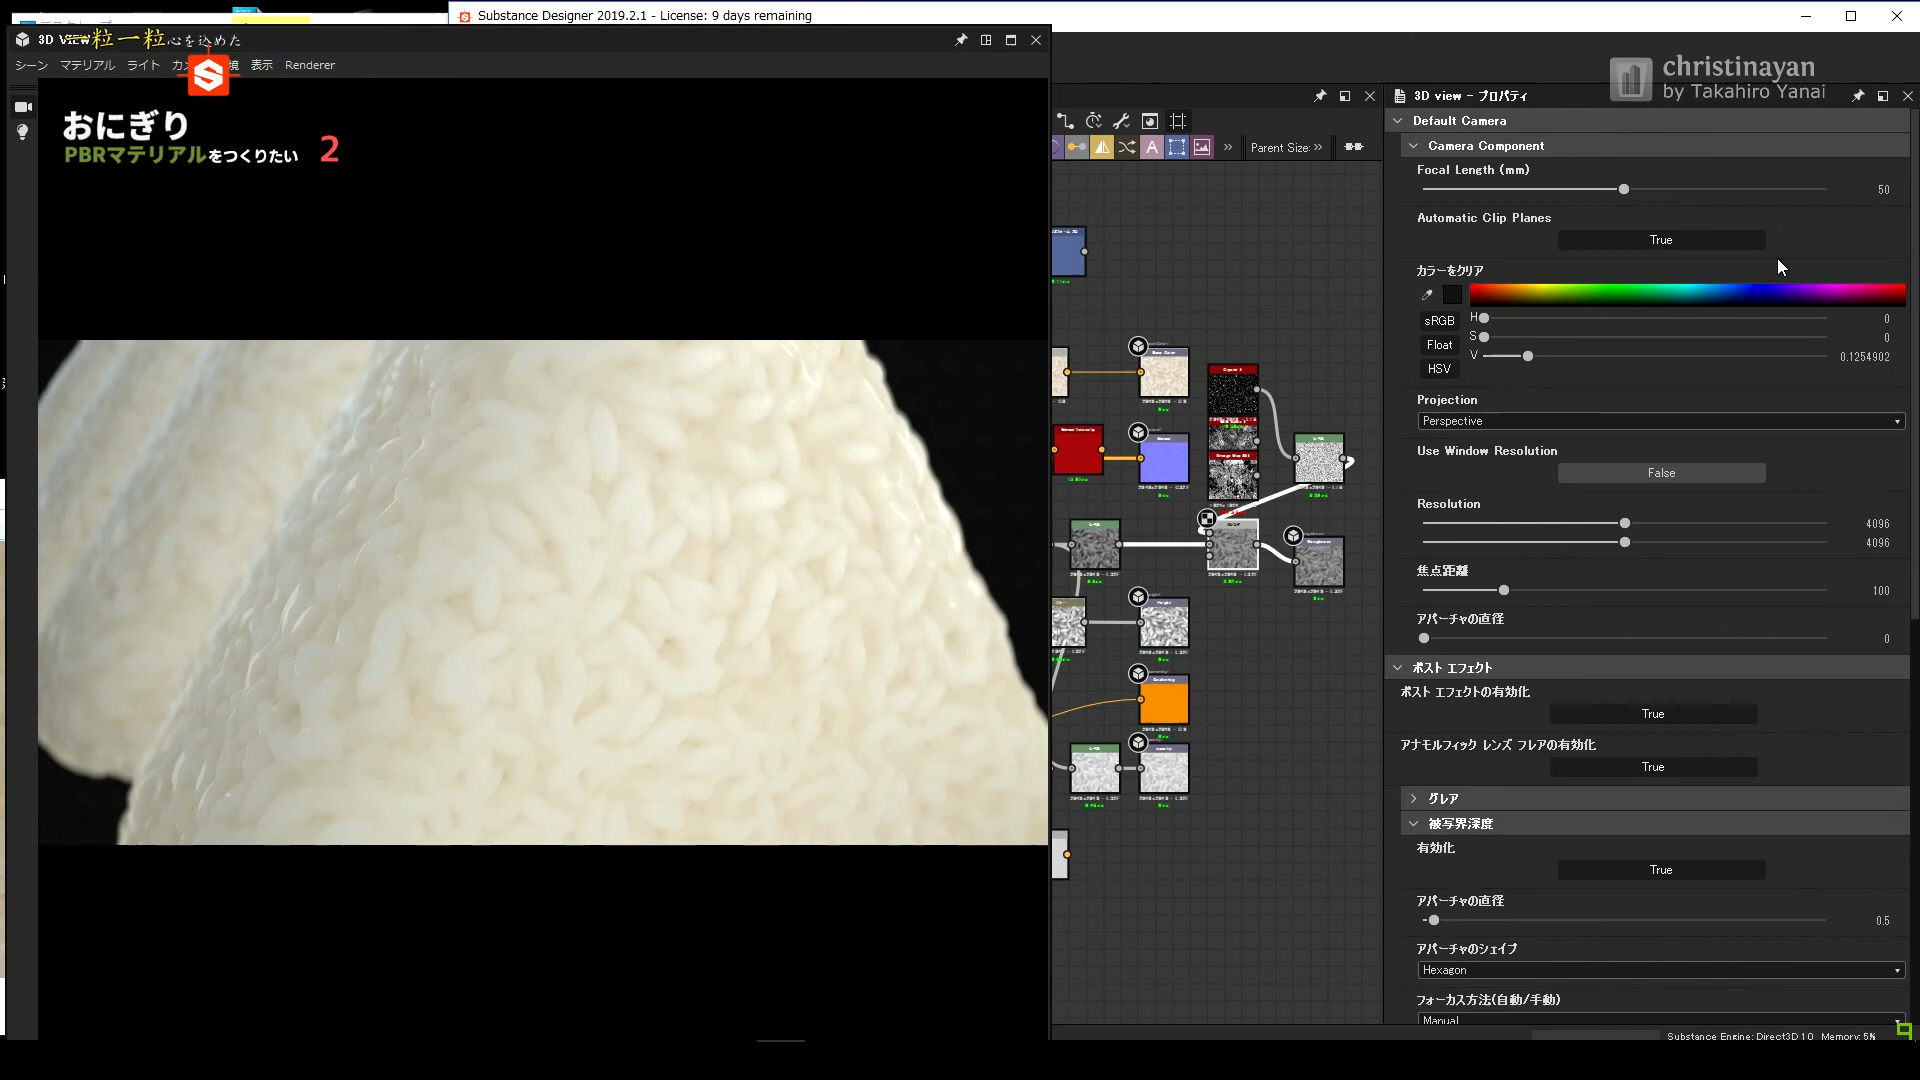 Substance Designer 2019.2.1 - License: 9 days remaining
3D VIEW
一粒一粒心を込めた
シーン マテリアル ライト カメ 境 表示 Renderer
おにぎり
PBRマテリアルをつくりたい 2
christinayan
by Takahiro Yanai
Parent Size:
3D view - プロパティ
Default Camera
Camera Component
Focal Length (mm)
50
Automatic Clip Planes
True
カラーをクリア
sRGB
Float
HSV
H 0
S 0
V 0.1254902
Projection
Perspective
Use Window Resolution
False
Resolution
4096
4096
焦点距離
100
アパーチャの直径
0
ポスト エフェクト
ポスト エフェクトの有効化
True
アナモルフィック レンズ フレアの有効化
True
グレア
被写界深度
有効化
True
アパーチャの直径
0.5
アパーチャのシェイプ
Hexagon
フォーカス方法(自動/手動)
Manual
Substance Engine: Direct3D 10 Memory: 5%